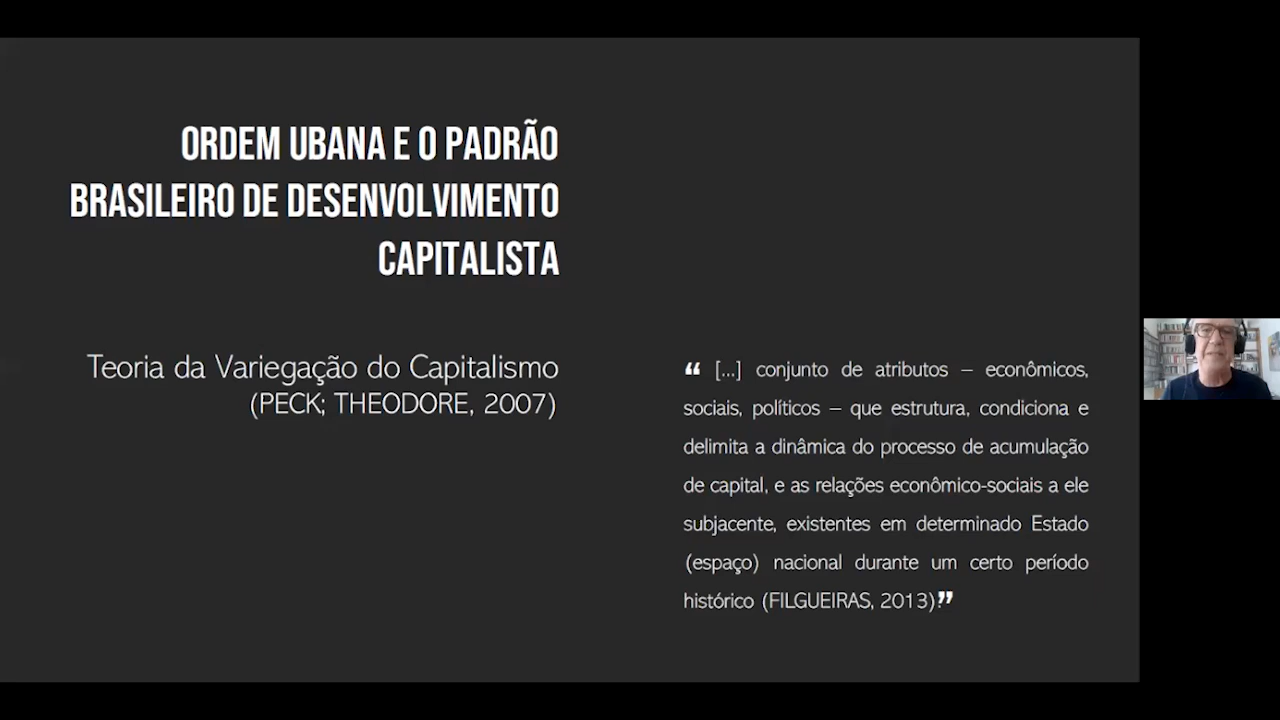 ORDEM UBANA E O PADRÃO
BRASILEIRO DE DESENVOLVIMENTO
CAPITALISTA
Teoria da Variegação do Capitalismo
(PECK; THEODORE, 2007)
“ [...] conjunto de atributos – econômicos,
sociais, políticos – que estrutura, condiciona e
delimita a dinâmica do processo de acumulação
de capital, e as relações econômico-sociais a ele
subjacente, existentes em determinado Estado
(espaço) nacional durante um certo período
histórico (FILGUEIRAS, 2013).”